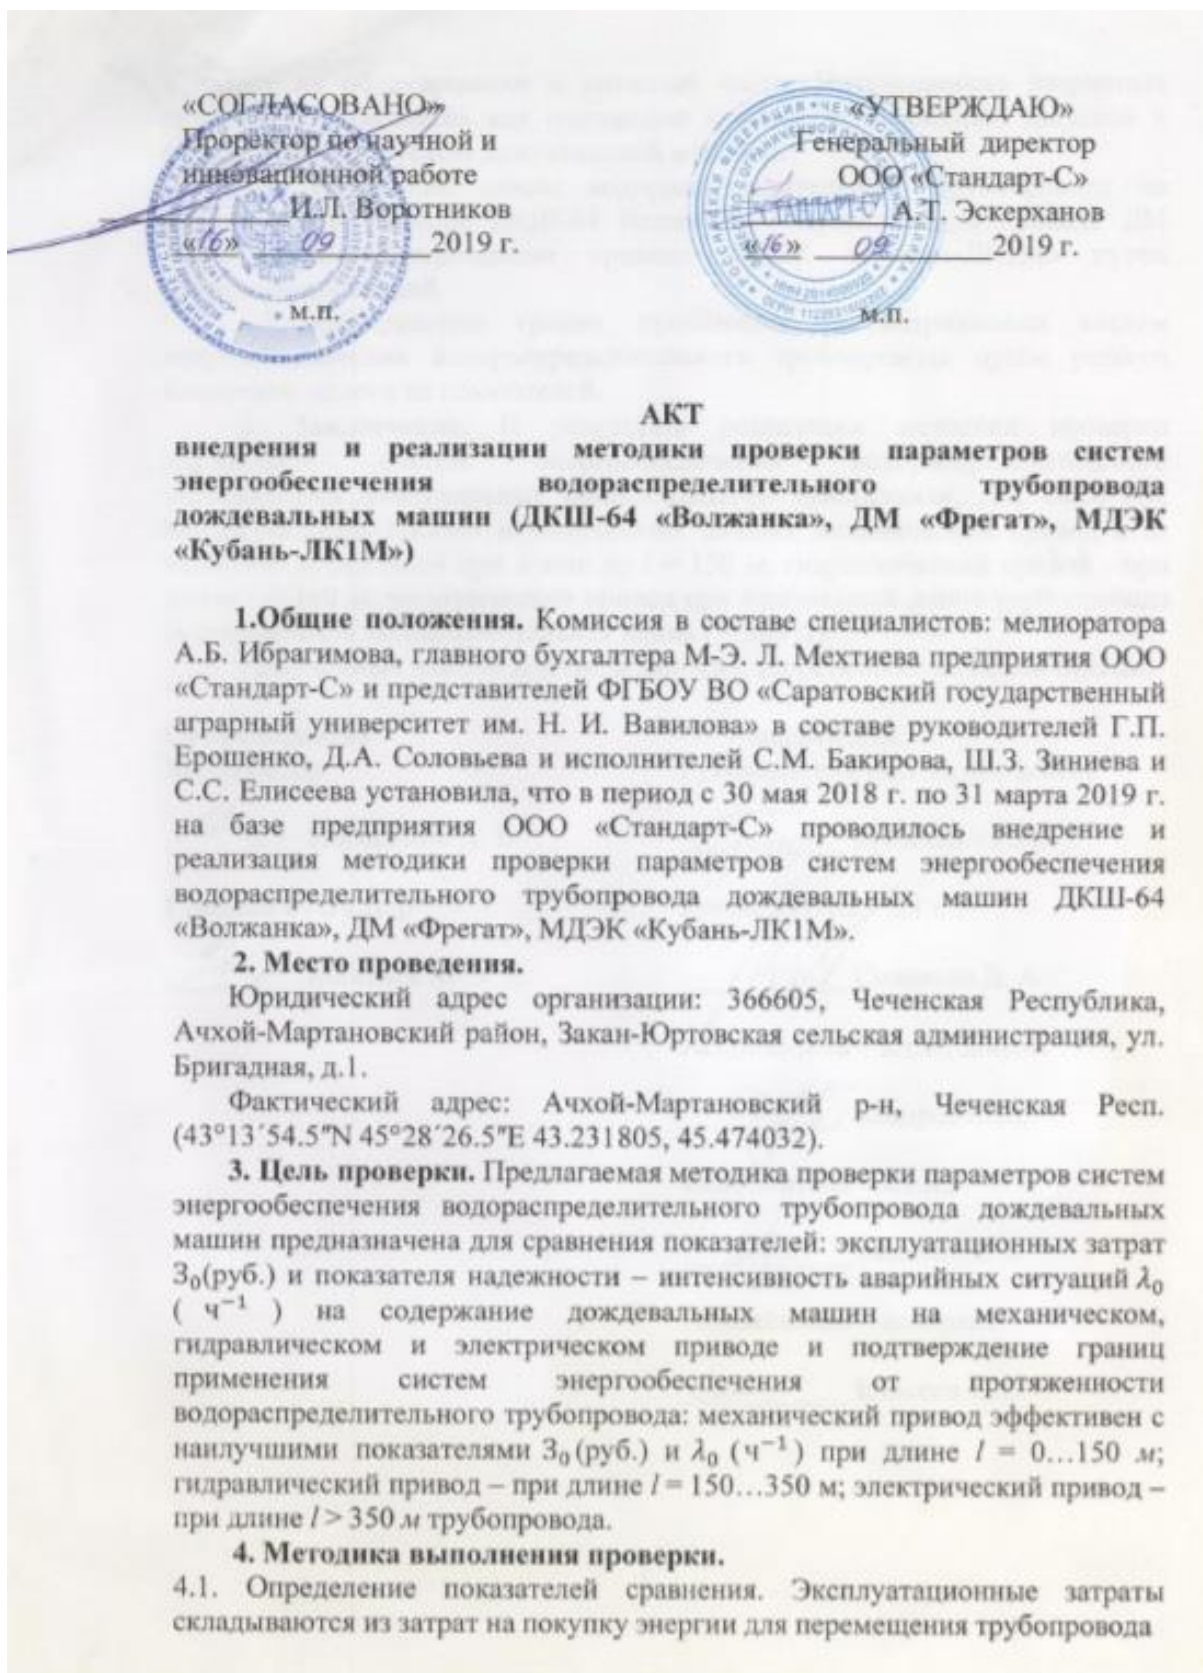 «СОГЛАСОВАНО»
Проректор по научной и
инновационной работе
И.Л. Воротников
«16» 09 2019 г.
м.п.
«УТВЕРЖДАЮ»
Генеральный директор
ООО «Стандарт-С»
А.Т. Эскерханов
«16» 09 2019 г.
м.п.
АКТ
внедрения и реализации методики проверки параметров систем
энергообеспечения водораспределительного трубопровода
дождевальных машин (ДКШ-64 «Волжанка», ДМ «Фрегат», МДЭК
«Кубань-ЛК1М»)
1.Общие положения. Комиссия в составе специалистов: мелиоратора
А.Б. Ибрагимова, главного бухгалтера М-Э. Л. Мехтиева предприятия ООО
«Стандарт-С» и представителей ФГБОУ ВО «Саратовский государственный
аграрный университет им. Н. И. Вавилова» в составе руководителей Г.П.
Ерошенко, Д.А. Соловьева и исполнителей С.М. Бакирова, Ш.З. Зиниева и
С.С. Елисеева установила, что в период с 30 мая 2018 г. по 31 марта 2019 г.
на базе предприятия ООО «Стандарт-С» проводилось внедрение и
реализация методики проверки параметров систем энергообеспечения
водораспределительного трубопровода дождевальных машин ДКШ-64
«Волжанка», ДМ «Фрегат», МДЭК «Кубань-ЛК1М».
2. Место проведения.
Юридический адрес организации: 366605, Чеченская Республика,
Ачхой-Мартановский район, Закан-Юртовская сельская администрация, ул.
Бригадная, д.1.
Фактический адрес: Ачхой-Мартановский р-н, Чеченская Респ.
(43°13´54.5″N 45°28´26.5″E 43.231805, 45.474032).
3. Цель проверки. Предлагаемая методика проверки параметров систем
энергообеспечения водораспределительного трубопровода дождевальных
машин предназначена для сравнения показателей: эксплуатационных затрат
З₀(руб.) и показателя надежности – интенсивность аварийных ситуаций λ₀
( ч⁻¹ ) на содержание дождевальных машин на механическом,
гидравлическом и электрическом приводе и подтверждение границ
применения систем энергообеспечения от протяженности
водораспределительного трубопровода: механический привод эффективен с
наилучшими показателями З₀(руб.) и λ₀ (ч⁻¹) при длине l = 0…150 м;
гидравлический привод – при длине l = 150…350 м; электрический привод –
при длине l > 350 м трубопровода.
4. Методика выполнения проверки.
4.1. Определение показателей сравнения. Эксплуатационные затраты
складываются из затрат на покупку энергии для перемещения трубопровода